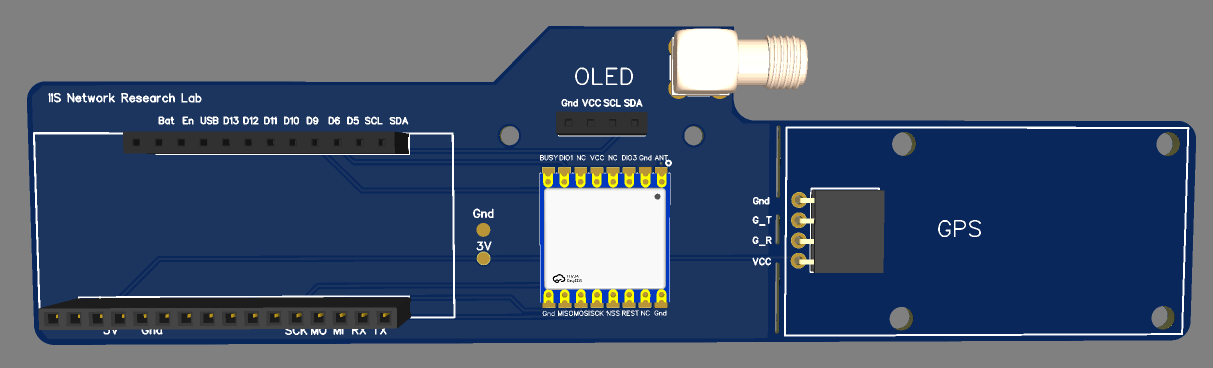 11S Network Research Lab
OLED
Gnd VCC SCL SDA
Bat En USB D13 D12 D11 D10 D9 D6 D5 SCL SDA
BUSY DIO1 NC VCC NC DIO3 Gnd ANT
Gnd
3V
Gnd
G_T
G_R
VCC
GPS
Gnd MISO MOSI SCK NSS REST NC Gnd
3V Gnd SCK MO MI RX TX